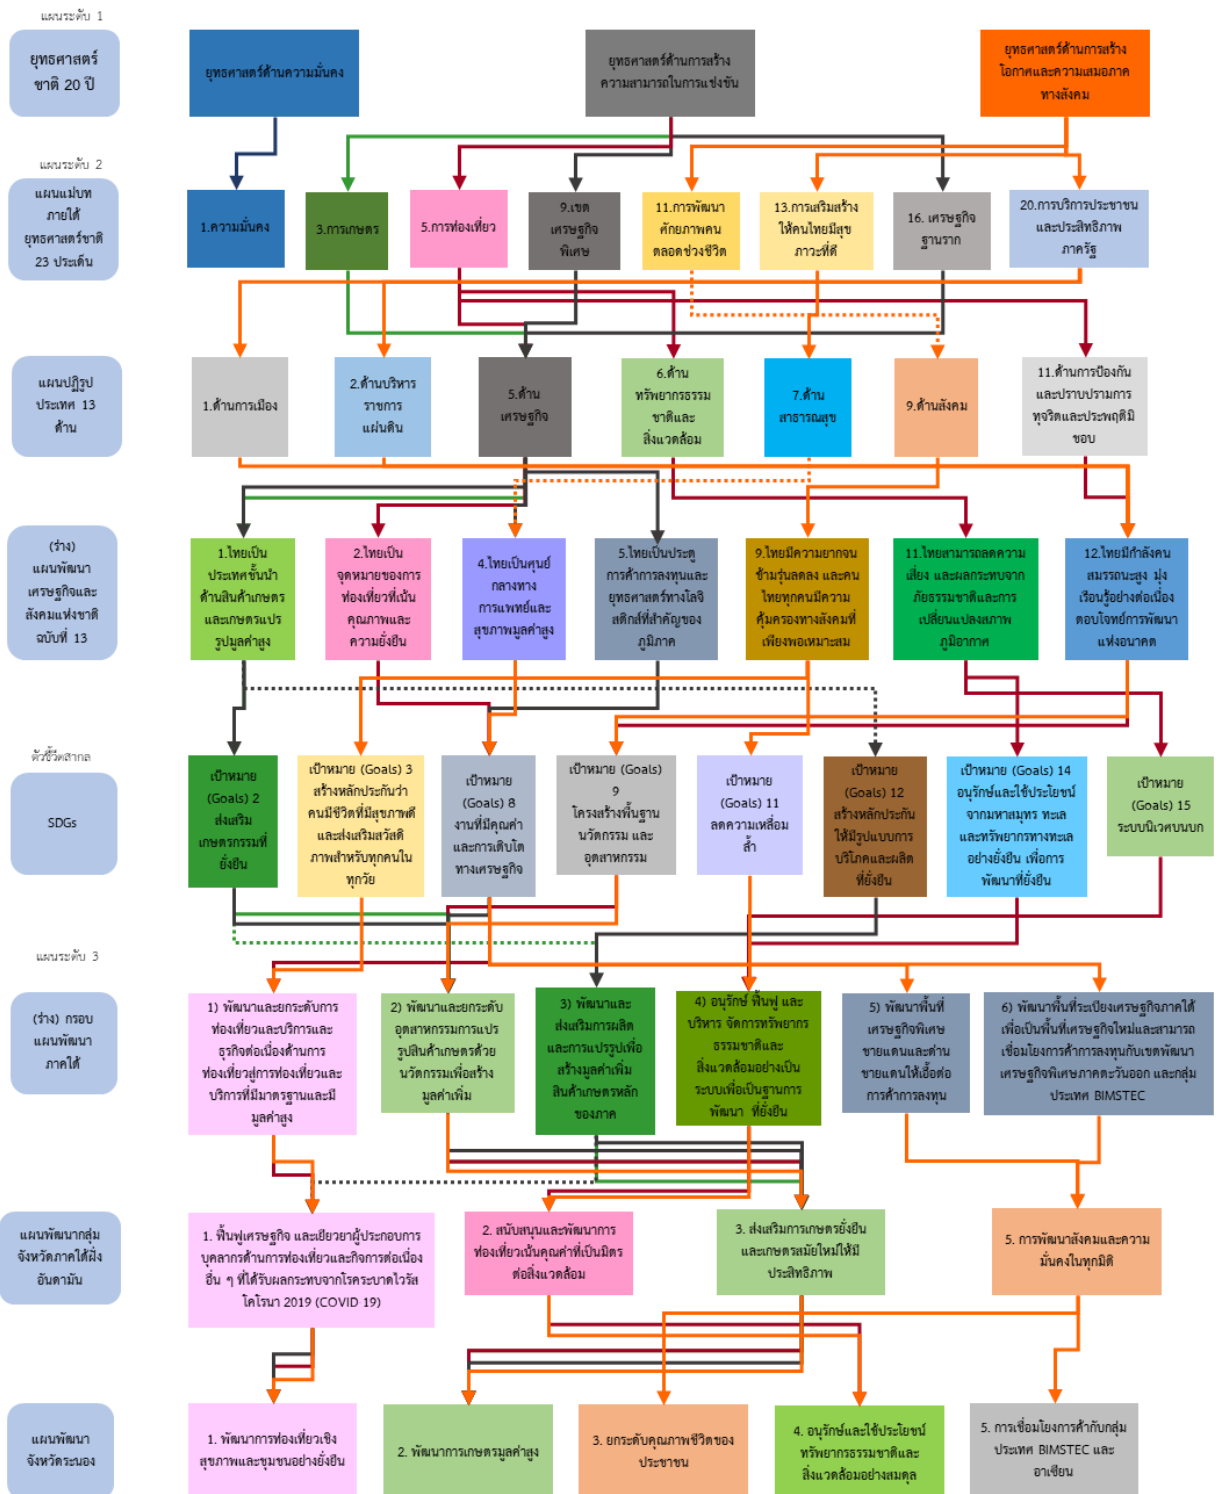 แผนระดับ 1
ยุทธศาสตร์
ชาติ 20 ปี
ยุทธศาสตร์ด้านความมั่นคง
ยุทธศาสตร์ด้านการสร้าง
ความสามารถในการแข่งขัน
ยุทธศาสตร์ด้านการสร้าง
โอกาสและความเสมอภาค
ทางสังคม
แผนระดับ 2
แผนแม่บท
ภายใต้
ยุทธศาสตร์ชาติ
23 ประเด็น
1.ความมั่นคง
3.การเกษตร
5.การท่องเที่ยว
9.เขต
เศรษฐกิจ
พิเศษ
11.การพัฒนา
ศักยภาพคน
ตลอดช่วงชีวิต
13.การเสริมสร้าง
ให้คนไทยมีสุข
ภาวะที่ดี
16. เศรษฐกิจ
ฐานราก
20.การบริการประชาชน
และประสิทธิภาพ
ภาครัฐ
แผนปฏิรูป
ประเทศ 13
ด้าน
1.ด้านการเมือง
2.ด้านบริหาร
ราชการ
แผ่นดิน
5.ด้าน
เศรษฐกิจ
6.ด้าน
ทรัพยากรธรรม
ชาติและ
สิ่งแวดล้อม
7.ด้าน
สาธารณสุข
9.ด้านสังคม
11.ด้านการป้องกัน
และปราบปรามการ
ทุจริตและประพฤติมิ
ชอบ
(ร่าง)
แผนพัฒนา
เศรษฐกิจและ
สังคมแห่งชาติ
ฉบับที่ 13
1.ไทยเป็น
ประเทศชั้นนำ
ด้านสินค้าเกษตร
และเกษตรแปร
รูปมูลค่าสูง
2.ไทยเป็น
จุดหมายของการ
ท่องเที่ยวที่เน้น
คุณภาพและ
ความยั่งยืน
4.ไทยเป็นศูนย์
กลางทาง
การแพทย์และ
สุขภาพมูลค่าสูง
5.ไทยเป็นประตู
การค้าการลงทุนและ
ยุทธศาสตร์ทางโลจิ
สติกส์ที่สำคัญของ
ภูมิภาค
9.ไทยมีความยากจน
ข้ามรุ่นลดลง และคน
ไทยทุกคนมีความ
คุ้มครองทางสังคมที่
เพียงพอเหมาะสม
11.ไทยสามารถลดความ
เสี่ยง และผลกระทบจาก
ภัยธรรมชาติและการ
เปลี่ยนแปลงสภาพ
ภูมิอากาศ
12.ไทยมีกำลังคน
สมรรถนะสูง มุ่ง
เรียนรู้อย่างต่อเนื่อง
ตอบโจทย์การพัฒนา
แห่งอนาคต
ตัวชี้วัดสากล
SDGs
เป้าหมาย
(Goals) 2
ส่งเสริม
เกษตรกรรมที่
ยั่งยืน
เป้าหมาย (Goals) 3
สร้างหลักประกันว่า
คนมีชีวิตที่มีสุขภาพดี
และส่งเสริมสวัสดิ
ภาพสำหรับทุกคนใน
ทุกวัย
เป้าหมาย
(Goals) 8
งานที่มีคุณค่า
และการเติบโต
ทางเศรษฐกิจ
เป้าหมาย (Goals)
9
โครงสร้างพื้นฐาน
นวัตกรรม และ
อุตสาหกรรม
เป้าหมาย
(Goals) 11
ลดความเหลื่อม
ล้ำ
เป้าหมาย
(Goals) 12
สร้างหลักประกัน
ให้มีรูปแบบการ
บริโภคและผลิต
ที่ยั่งยืน
เป้าหมาย (Goals) 14
อนุรักษ์และใช้ประโยชน์
จากมหาสมุทร ทะเล
และทรัพยากรทางทะเล
อย่างยั่งยืน เพื่อการ
พัฒนาที่ยั่งยืน
เป้าหมาย
(Goals) 15
ระบบนิเวศบนบก
แผนระดับ 3
(ร่าง) กรอบ
แผนพัฒนา
ภาคใต้
1) พัฒนาและยกระดับการ
ท่องเที่ยวและบริการและ
ธุรกิจต่อเนื่องด้านการ
ท่องเที่ยวสู่การท่องเที่ยวและ
บริการที่มีมาตรฐานและมี
มูลค่าสูง
2) พัฒนาและยกระดับ
อุตสาหกรรมการแปร
รูปสินค้าเกษตรด้วย
นวัตกรรมเพื่อสร้าง
มูลค่าเพิ่ม
3) พัฒนาและ
ส่งเสริมการผลิต
และการแปรรูปเพื่อ
สร้างมูลค่าเพิ่ม
สินค้าเกษตรหลัก
ของภาค
4) อนุรักษ์ ฟื้นฟู และ
บริหาร จัดการทรัพยากร
ธรรมชาติและ
สิ่งแวดล้อมอย่างเป็น
ระบบเพื่อเป็นฐานการ
พัฒนา ที่ยั่งยืน
5) พัฒนาพื้นที่
เศรษฐกิจพิเศษ
ชายแดนและด่าน
ชายแดนให้เอื้อต่อ
การค้าการลงทุน
6) พัฒนาพื้นที่ระเบียงเศรษฐกิจภาคใต้
เพื่อเป็นพื้นที่เศรษฐกิจใหม่และสามารถ
เชื่อมโยงการค้าการลงทุนกับเขตพัฒนา
เศรษฐกิจพิเศษภาคตะวันออก และกลุ่ม
ประเทศ BIMSTEC
แผนพัฒนากลุ่ม
จังหวัดภาคใต้ฝั่ง
อันดามัน
1. ฟื้นฟูเศรษฐกิจ และเยียวยาผู้ประกอบการ
บุคลากรด้านการท่องเที่ยวและกิจการต่อเนื่อง
อื่น ๆ ที่ได้รับผลกระทบจากโรคระบาดไวรัส
โคโรนา 2019 (COVID 19)
2. สนับสนุนและพัฒนาการ
ท่องเที่ยวเน้นคุณค่าที่เป็นมิตร
ต่อสิ่งแวดล้อม
3. ส่งเสริมการเกษตรยั่งยืน
และเกษตรสมัยใหม่ให้มี
ประสิทธิภาพ
5. การพัฒนาสังคมและความ
มั่นคงในทุกมิติ
แผนพัฒนา
จังหวัดระนอง
1. พัฒนาการท่องเที่ยวเชิง
สุขภาพและชุมชนอย่างยั่งยืน
2. พัฒนาการเกษตรมูลค่าสูง
3. ยกระดับคุณภาพชีวิตของ
ประชาชน
4. อนุรักษ์และใช้ประโยชน์
ทรัพยากรธรรมชาติและ
สิ่งแวดล้อมอย่างสมดุล
5. การเชื่อมโยงการค้ากับกลุ่ม
ประเทศ BIMSTEC และ
อาเซียน